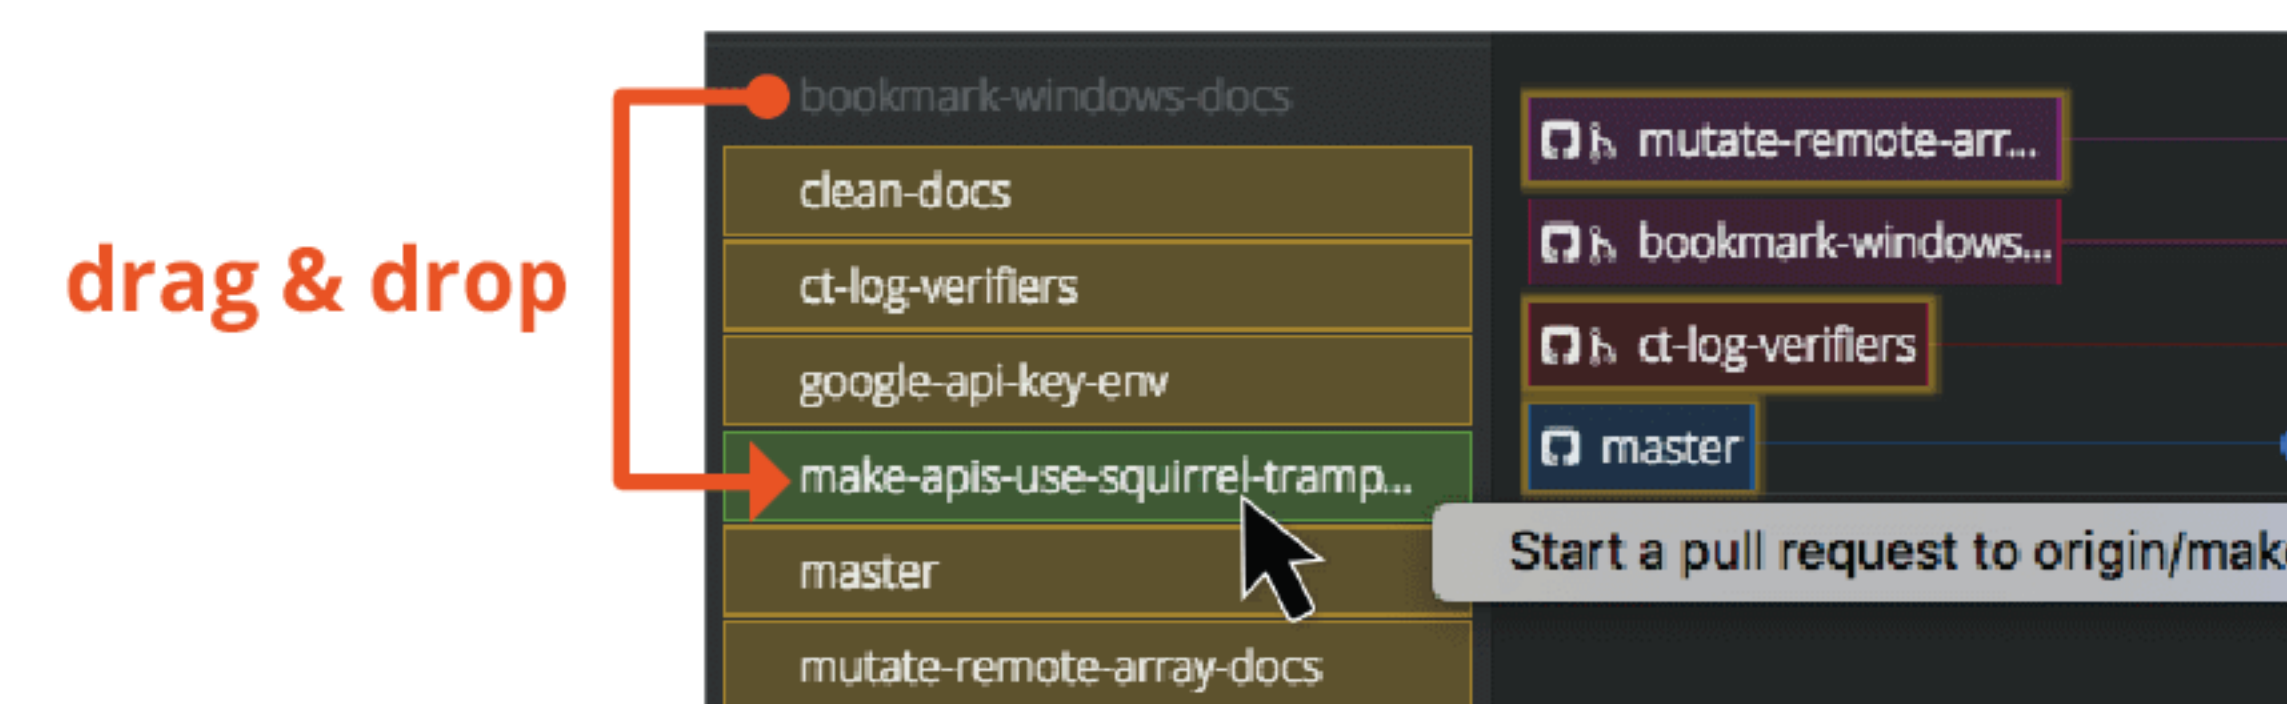 bookmark-windows-docs
clean-docs
ct-log-verifiers
google-api-key-env
make-apis-use-squirrel-tramp...
master
mutate-remote-array-docs
drag & drop
mutate-remote-arr...
bookmark-windows...
ct-log-verifiers
master
Start a pull request to origin/make